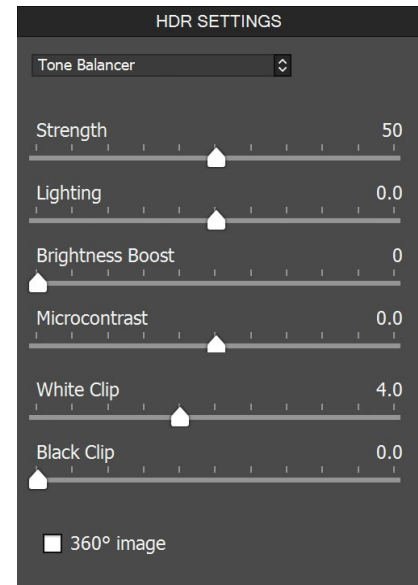 HDR SETTINGS
Tone Balancer
Strength 50
Lighting 0.0
Brightness Boost 0
Microcontrast 0.0
White Clip 4.0
Black Clip 0.0
360° image